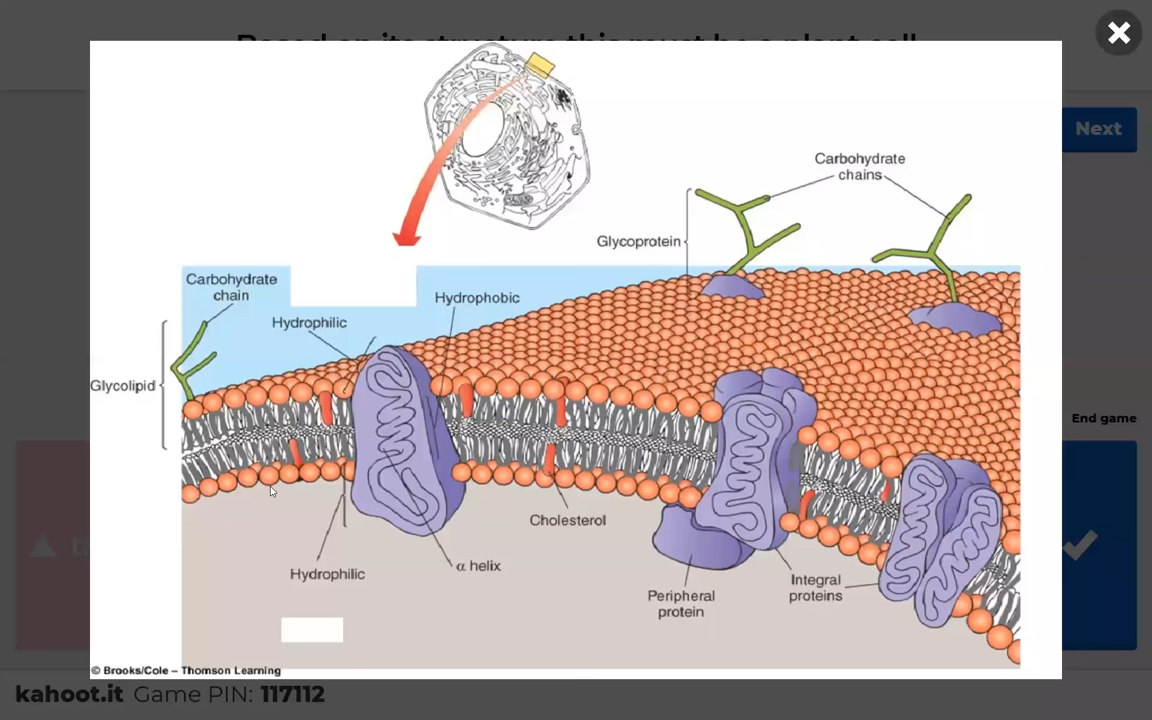 Based on its structure this must be a plant cell
Next
Carbohydrate
chains
Glycoprotein
Carbohydrate
chain
Hydrophobic
Hydrophilic
Glycolipid
End game
Cholesterol
α helix
Hydrophilic
Integral
proteins
Peripheral
protein
© Brooks/Cole – Thomson Learning
kahoot.it Game PIN: 117112